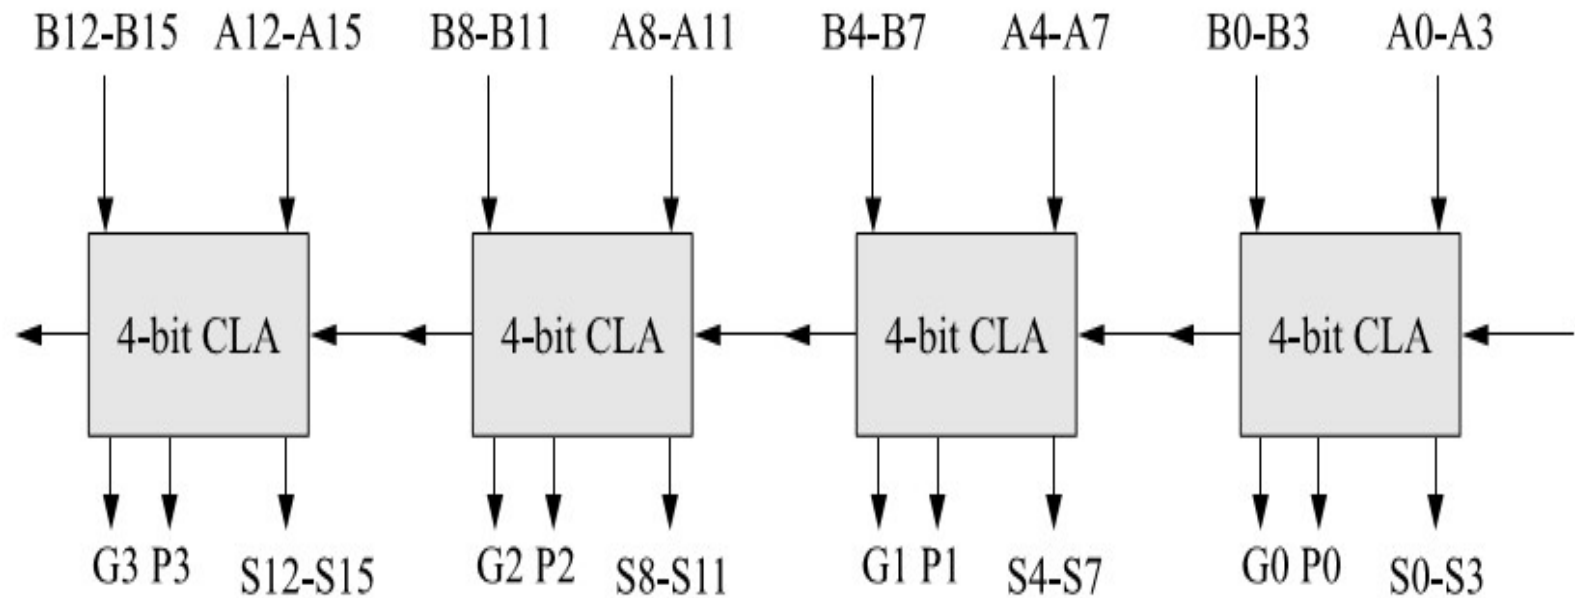 B12-B15 A12-A15 B8-B11 A8-A11 B4-B7 A4-A7 B0-B3 A0-A3
4-bit CLA 4-bit CLA 4-bit CLA 4-bit CLA
G3 P3 S12-S15 G2 P2 S8-S11 G1 P1 S4-S7 G0 P0 S0-S3